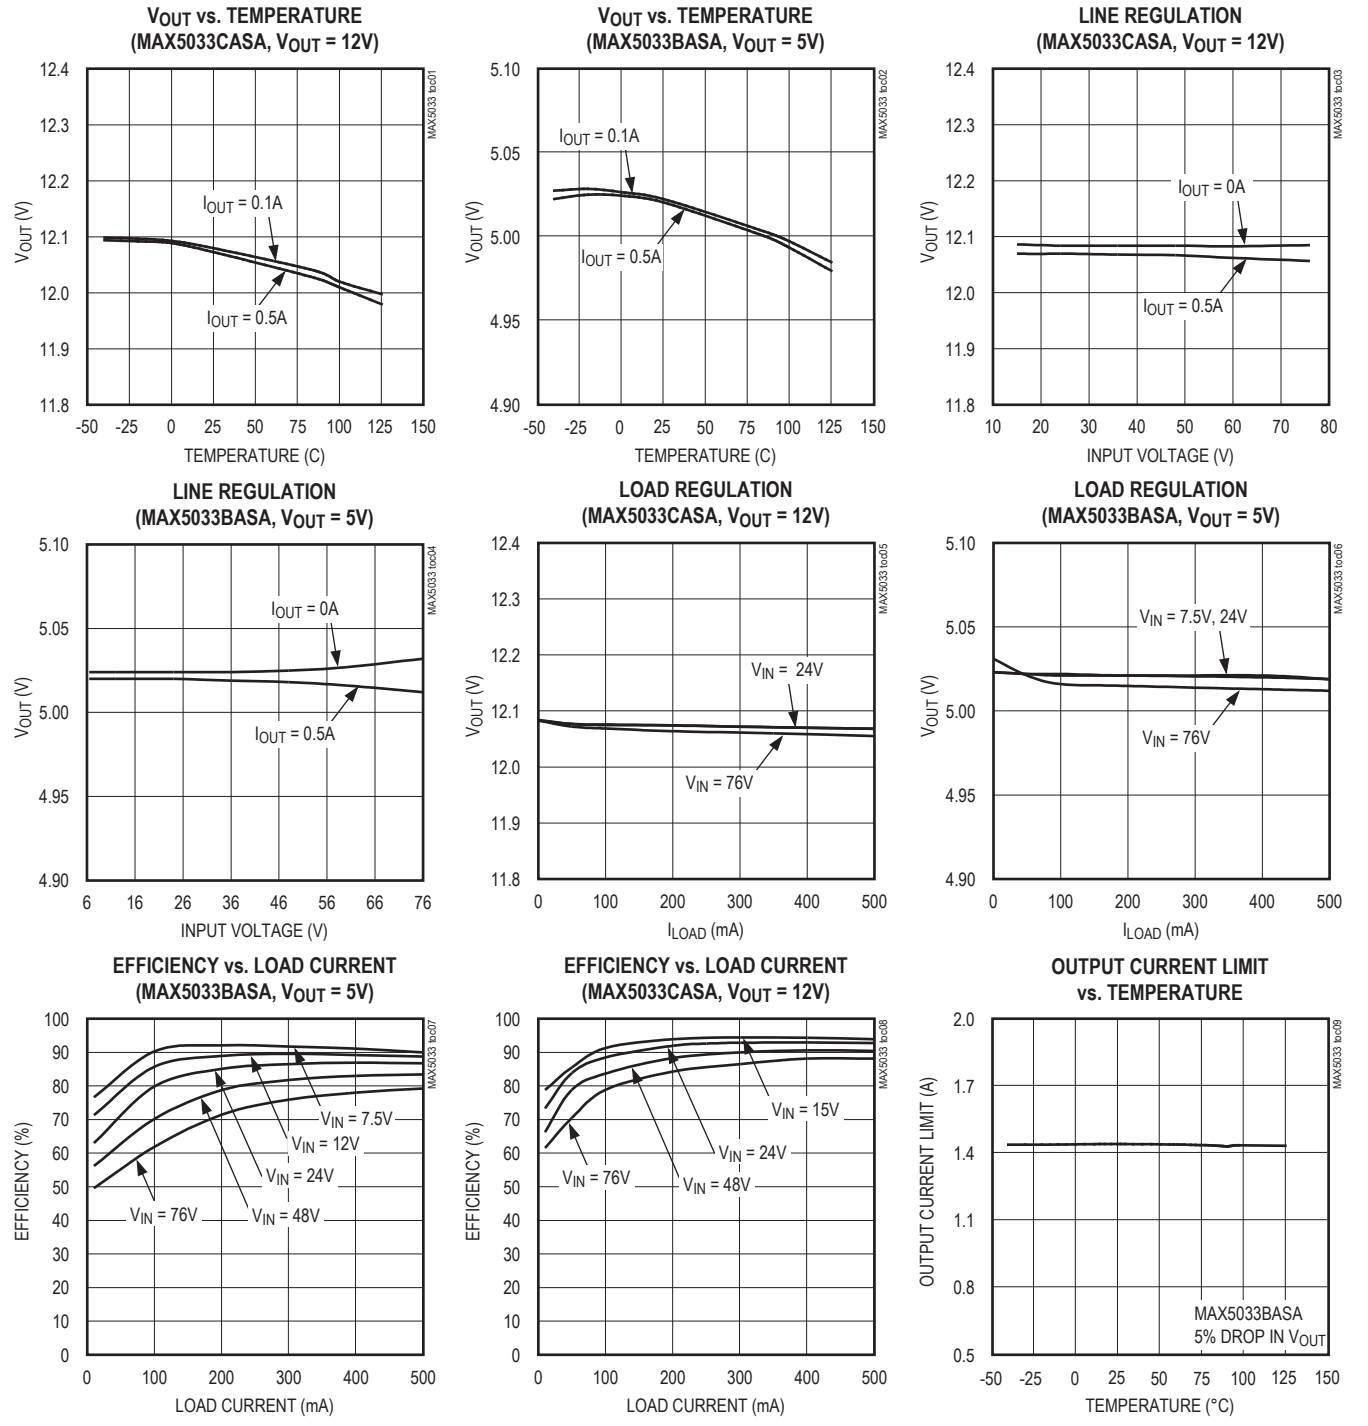 VOUT vs. TEMPERATURE
(MAX5033CASA, VOUT = 12V)
12.4
12.3
12.2
12.1
12.0
11.9
11.8
VOUT (V)
IOUT = 0.1A
IOUT = 0.5A
MAX5033 toc01
-50 -25 0 25 50 75 100 125 150
TEMPERATURE (C)
VOUT vs. TEMPERATURE
(MAX5033BASA, VOUT = 5V)
5.10
5.05
5.00
4.95
4.90
VOUT (V)
IOUT = 0.1A
IOUT = 0.5A
MAX5033 toc02
-50 -25 0 25 50 75 100 125 150
TEMPERATURE (C)
LINE REGULATION
(MAX5033CASA, VOUT = 12V)
12.4
12.3
12.2
12.1
12.0
11.9
11.8
VOUT (V)
IOUT = 0A
IOUT = 0.5A
MAX5033 toc03
10 20 30 40 50 60 70 80
INPUT VOLTAGE (V)
LINE REGULATION
(MAX5033BASA, VOUT = 5V)
5.10
5.05
5.00
4.95
4.90
VOUT (V)
IOUT = 0A
IOUT = 0.5A
MAX5033 toc04
6 16 26 36 46 56 66 76
INPUT VOLTAGE (V)
LOAD REGULATION
(MAX5033CASA, VOUT = 12V)
12.4
12.3
12.2
12.1
12.0
11.9
11.8
VOUT (V)
VIN = 24V
VIN = 76V
MAX5033 toc05
0 100 200 300 400 500
ILOAD (mA)
LOAD REGULATION
(MAX5033BASA, VOUT = 5V)
5.10
5.05
5.00
4.95
4.90
VOUT (V)
VIN = 7.5V, 24V
VIN = 76V
MAX5033 toc06
0 100 200 300 400 500
ILOAD (mA)
EFFICIENCY vs. LOAD CURRENT
(MAX5033BASA, VOUT = 5V)
100
90
80
70
60
50
40
30
20
10
0
EFFICIENCY (%)
VIN = 7.5V
VIN = 12V
VIN = 24V
VIN = 48V
VIN = 76V
MAX5033 toc07
0 100 200 300 400 500
LOAD CURRENT (mA)
EFFICIENCY vs. LOAD CURRENT
(MAX5033CASA, VOUT = 12V)
100
90
80
70
60
50
40
30
20
10
0
EFFICIENCY (%)
VIN = 15V
VIN = 24V
VIN = 48V
VIN = 76V
MAX5033 toc08
0 100 200 300 400 500
LOAD CURRENT (mA)
OUTPUT CURRENT LIMIT
vs. TEMPERATURE
2.0
1.7
1.4
1.1
0.8
0.5
OUTPUT CURRENT LIMIT (A)
MAX5033BASA
5% DROP IN VOUT
MAX5033 toc09
-50 -25 0 25 50 75 100 125 150
TEMPERATURE (°C)